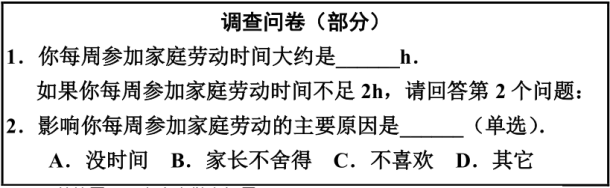 调查问卷（部分）
1．你每周参加家庭劳动时间大约是______h．
如果你每周参加家庭劳动时间不足 2h，请回答第 2 个问题：
2．影响你每周参加家庭劳动的主要原因是______（单选）．
A．没时间 B．家长不舍得 C．不喜欢 D．其它